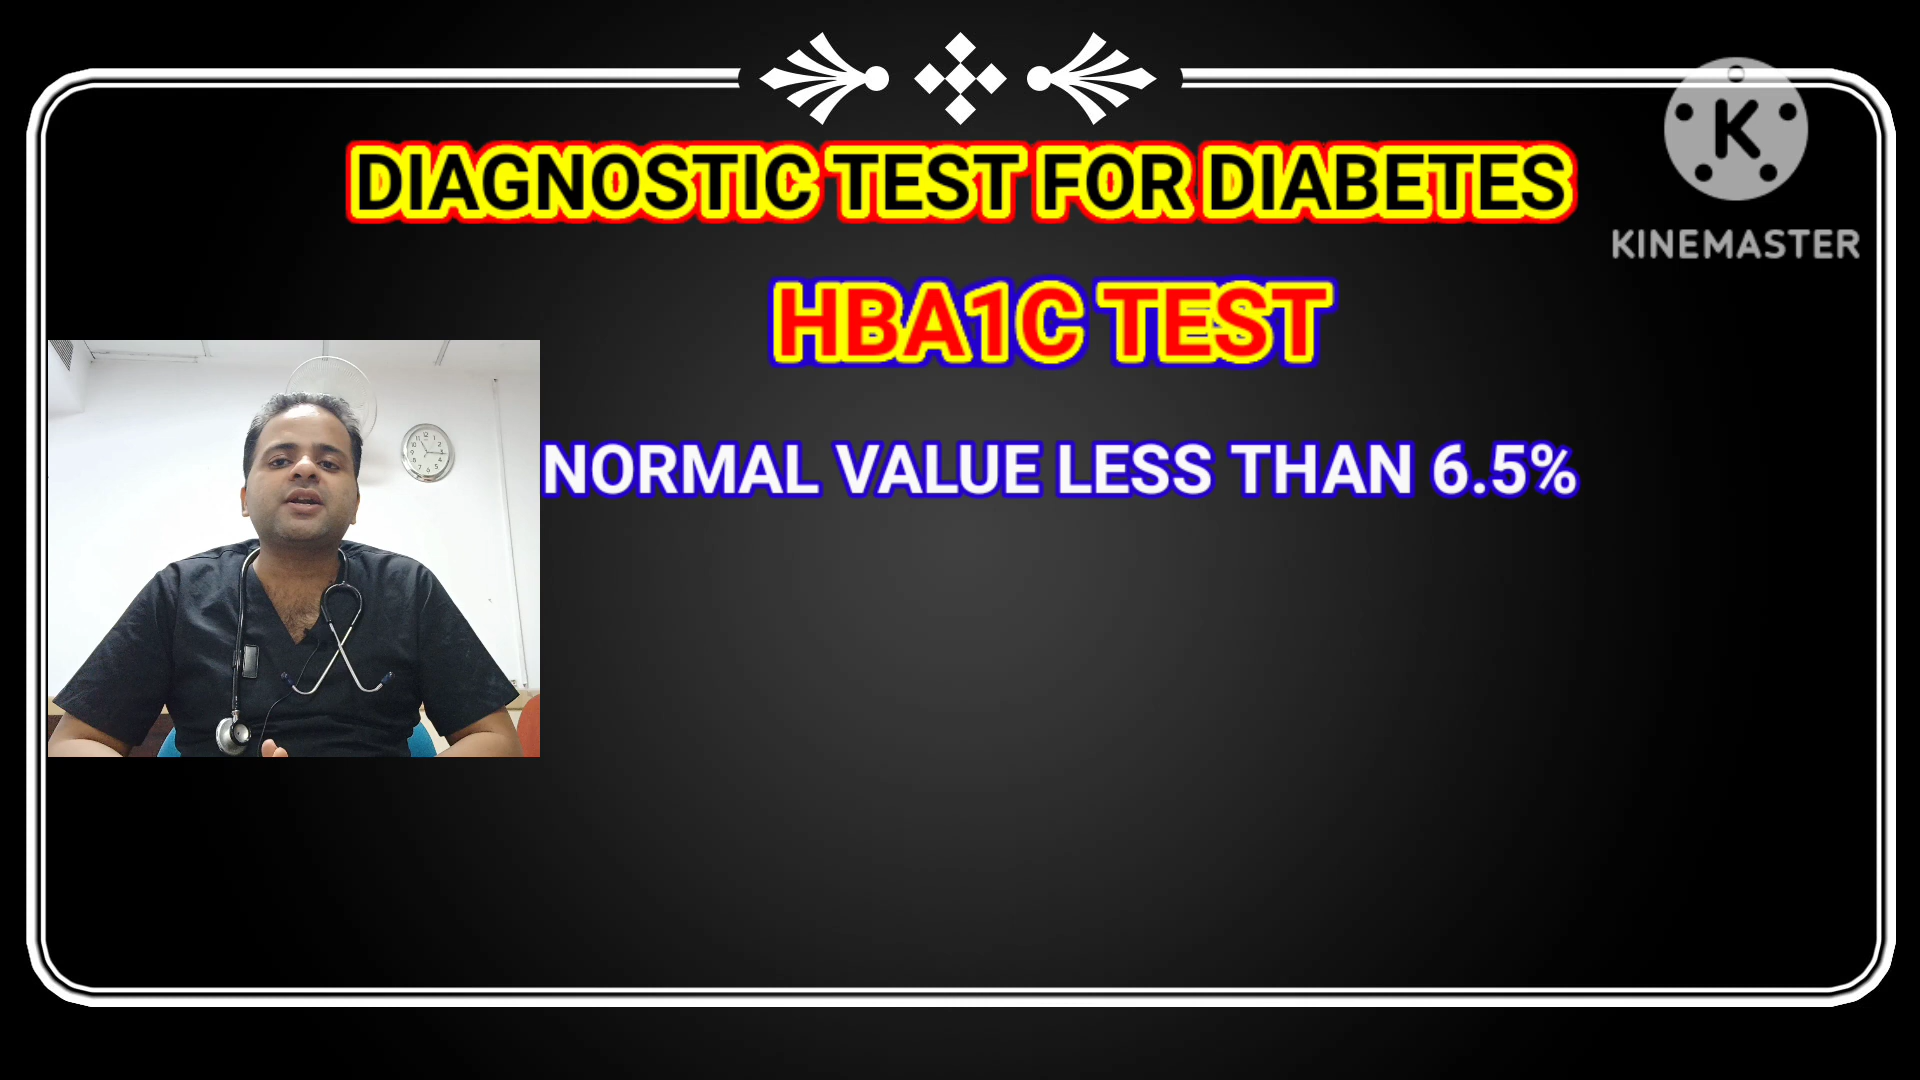 DIAGNOSTIC TEST FOR DIABETES
K
KINEMASTER
HBA1C TEST
NORMAL VALUE LESS THAN 6.5%